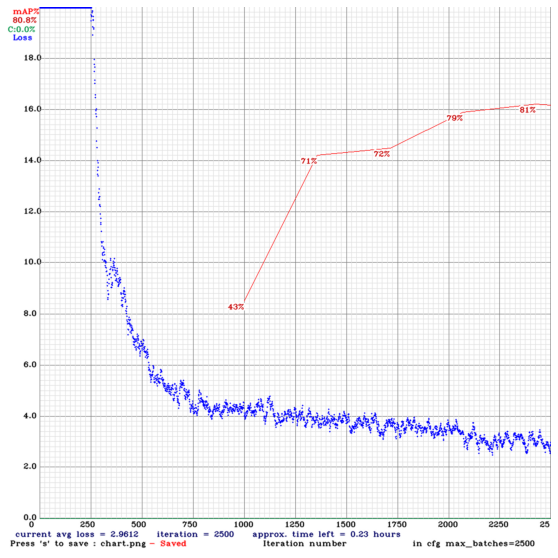 mAP%
80.8%
C:0.0%
Loss
18.0
16.0
81%
79%
14.0
71%
72%
12.0
10.0
43%
8.0
6.0
4.0
2.0
0.0
0 250 500 750 1000 1250 1500 1750 2000 2250
current avg loss = 2.9612 iteration = 2500 approx. time left = 0.23 hours
Press 's' to save : chart.png - Saved Iteration number in cfg max_batches=2500